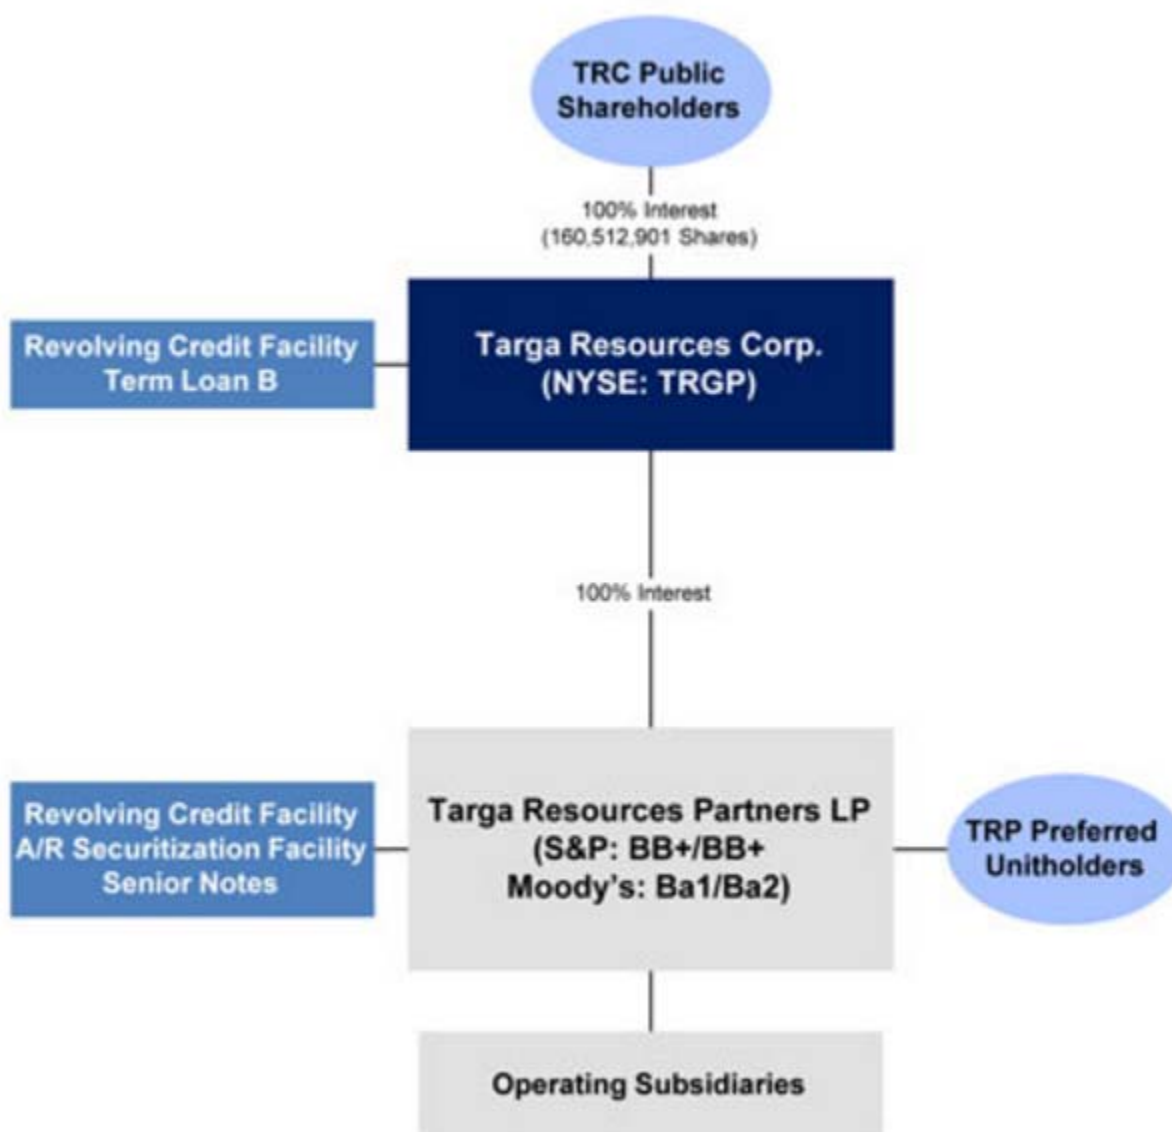 TRC Public
Shareholders
100% Interest
(160,512,901 Shares)
Revolving Credit Facility
Term Loan B
Targa Resources Corp.
(NYSE: TRGP)
100% Interest
Revolving Credit Facility
A/R Securitization Facility
Senior Notes
Targa Resources Partners LP
(S&P: BB+/BB+
Moody's: Ba1/Ba2)
TRP Preferred
Unitholders
Operating Subsidiaries